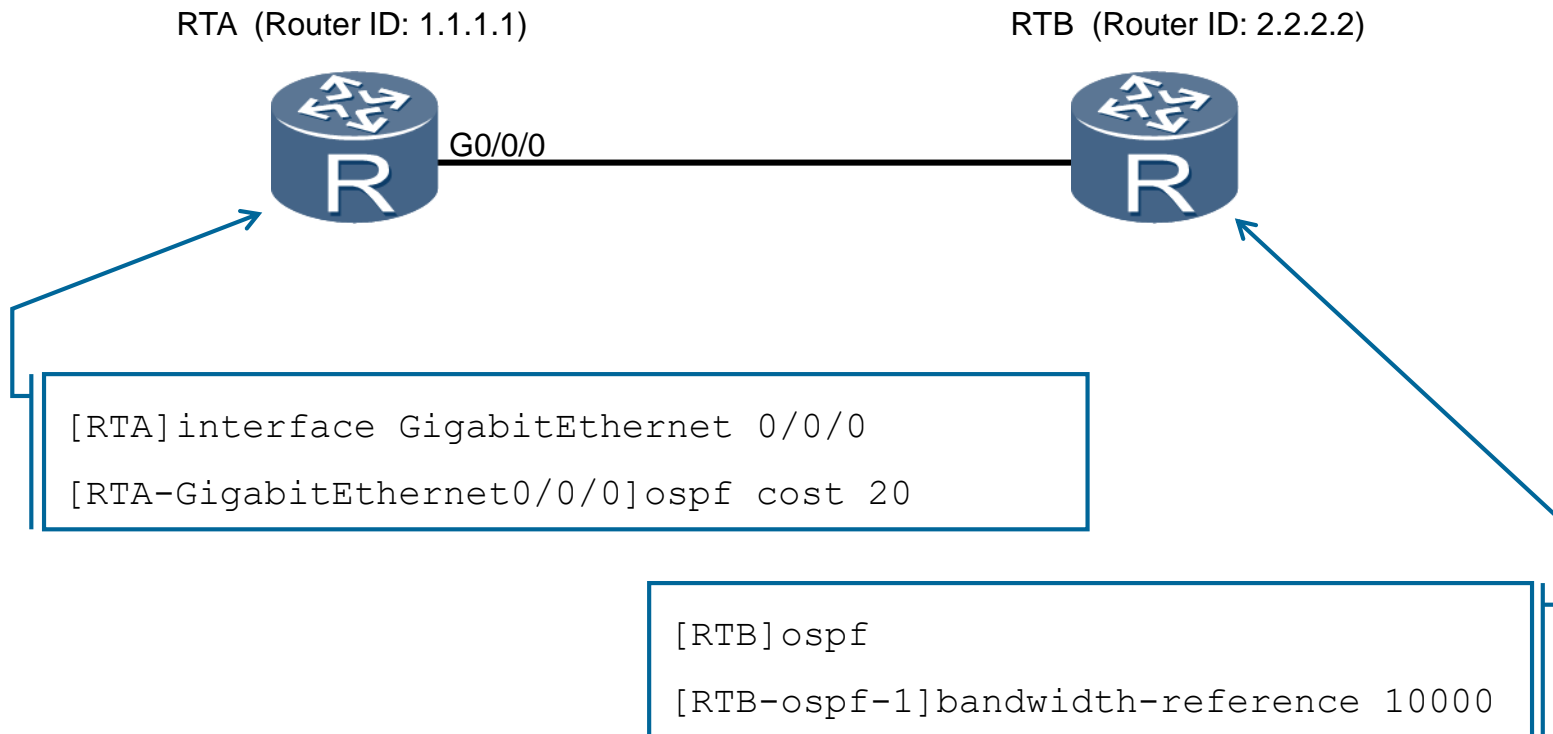 RTA (Router ID: 1.1.1.1)
RTB (Router ID: 2.2.2.2)
G0/0/0
R
R
[RTA]interface GigabitEthernet 0/0/0
[RTA-GigabitEthernet0/0/0]ospf cost 20
[RTB]ospf
[RTB-ospf-1]bandwidth-reference 10000